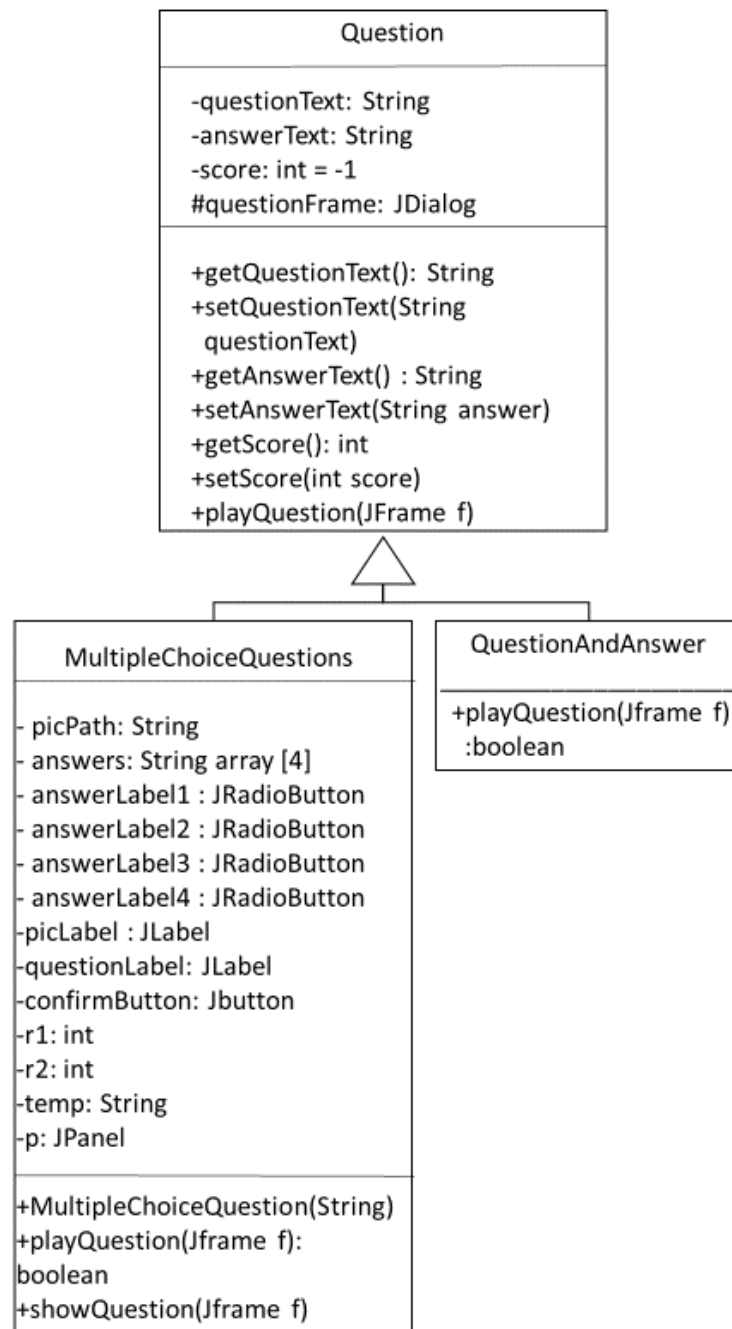 Question
-questionText: String
-answerText: String
-score: int = -1
#questionFrame: JDialog
+getQuestionText(): String
+setQuestionText(String
questionText)
+getAnswerText() : String
+setAnswerText(String answer)
+getScore(): int
+setScore(int score)
+playQuestion(JFrame f)
MultipleChoiceQuestions
- picPath: String
- answers: String array [4]
- answerLabel1 : JRadioButton
- answerLabel2 : JRadioButton
- answerLabel3 : JRadioButton
- answerLabel4 : JRadioButton
-picLabel : JLabel
-questionLabel: JLabel
-confirmButton: Jbutton
-r1: int
-r2: int
-temp: String
-p: JPanel
+MultipleChoiceQuestion(String)
+playQuestion(Jframe f):
boolean
+showQuestion(Jframe f)
QuestionAndAnswer
+playQuestion(Jframe f)
:boolean